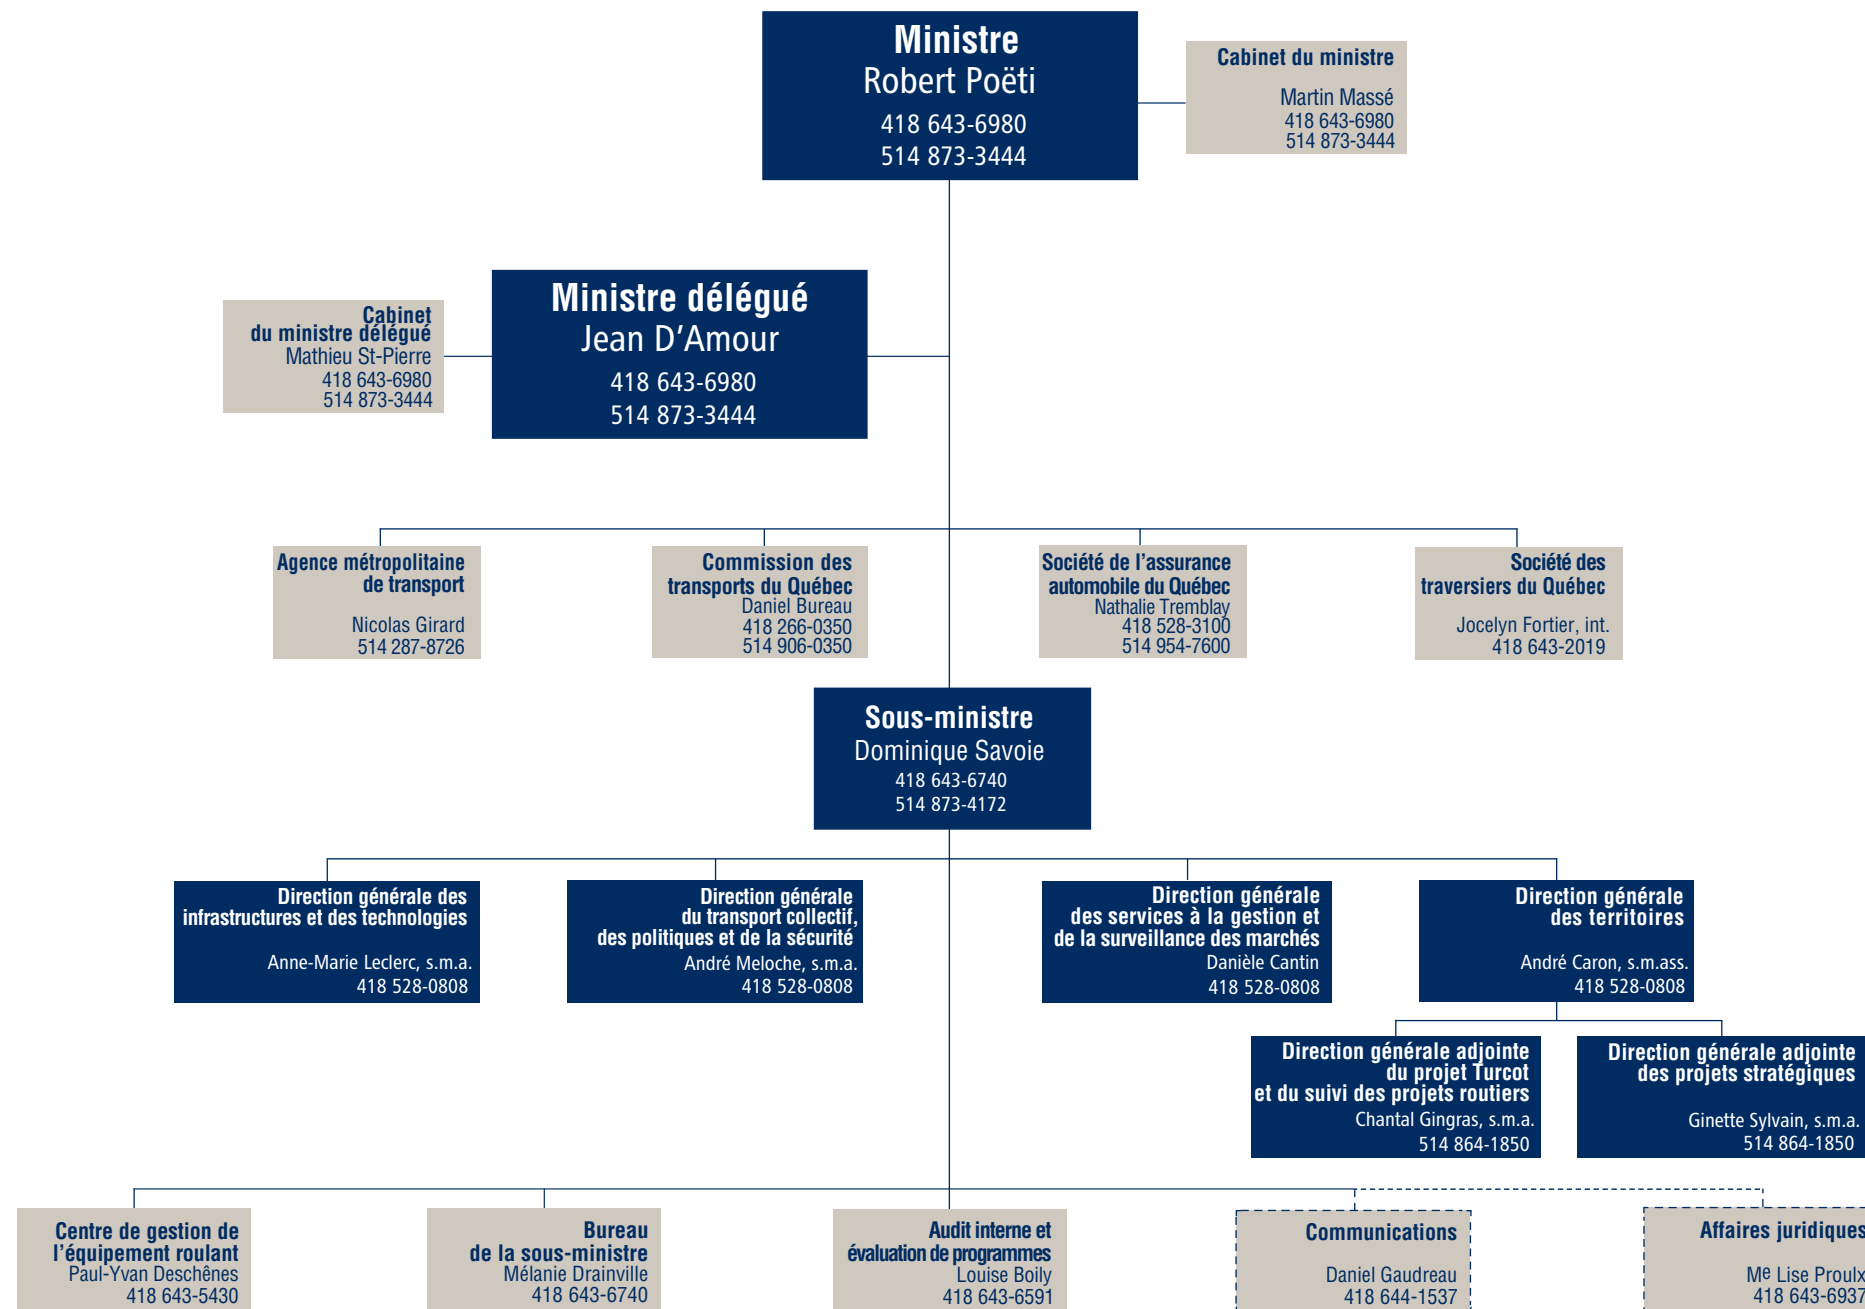 Ministre
Robert Poëti
418 643-6980
514 873-3444
Cabinet du ministre
Martin Massé
418 643-6980
514 873-3444
Cabinet
du ministre délégué
Mathieu St-Pierre
418 643-6980
514 873-3444
Ministre délégué
Jean D’Amour
418 643-6980
514 873-3444
Agence métropolitaine
de transport
Nicolas Girard
514 287-8726
Commission des
transports du Québec
Daniel Bureau
418 266-0350
514 906-0350
Société de l’assurance
automobile du Québec
Nathalie Tremblay
418 528-3100
514 954-7600
Société des
traversiers du Québec
Jocelyn Fortier, int.
418 643-2019
Sous-ministre
Dominique Savoie
418 643-6740
514 873-4172
Direction générale des
infrastructures et des technologies
Anne-Marie Leclerc, s.m.a.
418 528-0808
Direction générale
du transport collectif,
des politiques et de la sécurité
André Meloche, s.m.a.
418 528-0808
Direction générale
des services à la gestion et
de la surveillance des marchés
Danièle Cantin
418 528-0808
Direction générale
des territoires
André Caron, s.m.ass.
418 528-0808
Direction générale adjointe
du projet Turcot
et du suivi des projets routiers
Chantal Gingras, s.m.a.
514 864-1850
Direction générale adjointe
des projets stratégiques
Ginette Sylvain, s.m.a.
514 864-1850
Centre de gestion de
l’équipement roulant
Paul-Yvan Deschênes
418 643-5430
Bureau
de la sous-ministre
Mélanie Drainville
418 643-6740
Audit interne et
évaluation de programmes
Louise Boily
418 643-6591
Communications
Daniel Gaudreau
418 644-1537
Affaires juridiques
Me Lise Proulx
418 643-6937